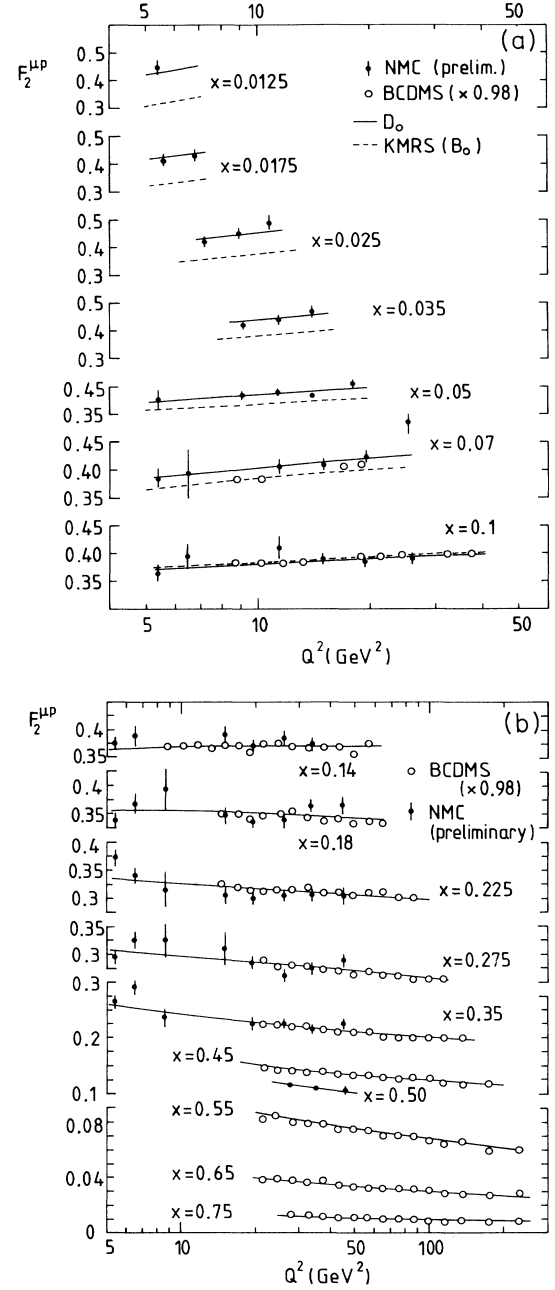 5 10 50
(a)
F₂^μp
0.5
0.4
0.3
x=0.0125
NMC (prelim.)
BCDMS (×0.98)
D₀
KMRS (B₀)
0.5
0.4
0.3
x=0.0175
0.5
0.4
0.3
x=0.025
0.5
0.4
0.3
x=0.035
0.45
0.35
x=0.05
0.45
0.40
0.35
x=0.07
0.40
0.35
x=0.1
5 10 50
Q² (GeV²)
(b)
F₂^μp
0.4
0.35
x=0.14
BCDMS
(×0.98)
NMC
(preliminary)
0.4
0.35
x=0.18
0.4
0.35
0.3
x=0.225
0.35
0.3
x=0.275
0.3
0.2
0.1
x=0.35
x=0.45
x=0.50
0.08
x=0.55
0.04
x=0.65
x=0.75
0
5 10 50 100
Q² (GeV²)